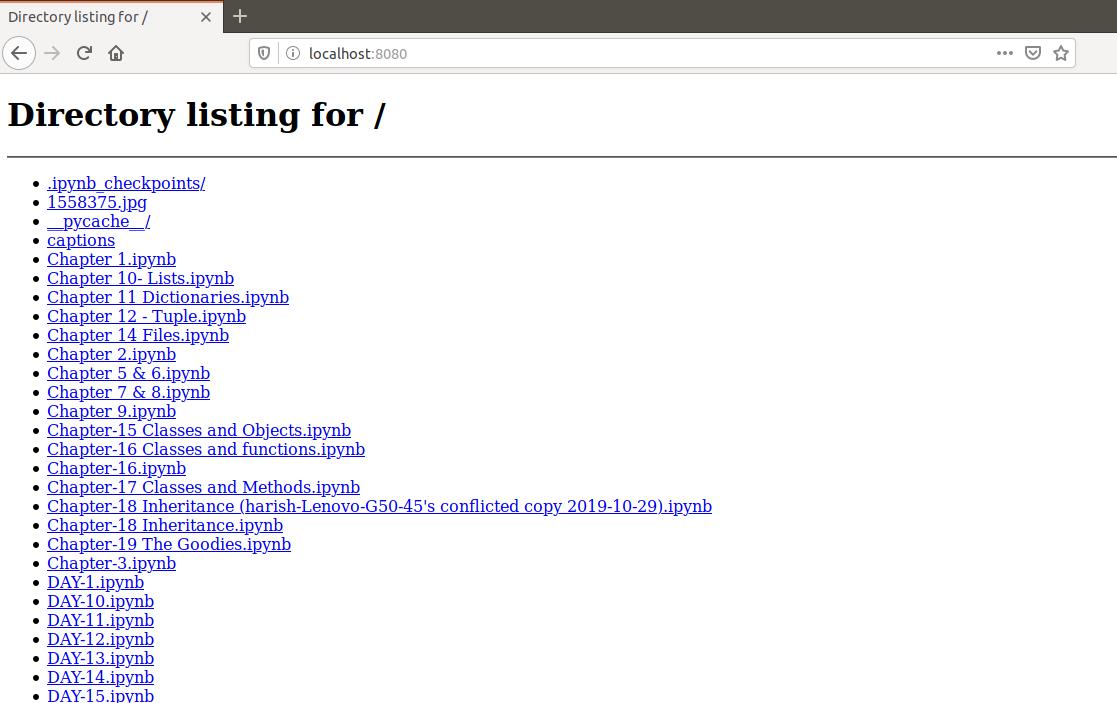 Directory listing for /
localhost:8080
Directory listing for /
.ipynb_checkpoints/
1558375.jpg
__pycache__/
captions
Chapter 1.ipynb
Chapter 10- Lists.ipynb
Chapter 11 Dictionaries.ipynb
Chapter 12 - Tuple.ipynb
Chapter 14 Files.ipynb
Chapter 2.ipynb
Chapter 5 & 6.ipynb
Chapter 7 & 8.ipynb
Chapter 9.ipynb
Chapter-15 Classes and Objects.ipynb
Chapter-16 Classes and functions.ipynb
Chapter-16.ipynb
Chapter-17 Classes and Methods.ipynb
Chapter-18 Inheritance (harish-Lenovo-G50-45's conflicted copy 2019-10-29).ipynb
Chapter-18 Inheritance.ipynb
Chapter-19 The Goodies.ipynb
Chapter-3.ipynb
DAY-1.ipynb
DAY-10.ipynb
DAY-11.ipynb
DAY-12.ipynb
DAY-13.ipynb
DAY-14.ipynb
DAY-15.ipynb